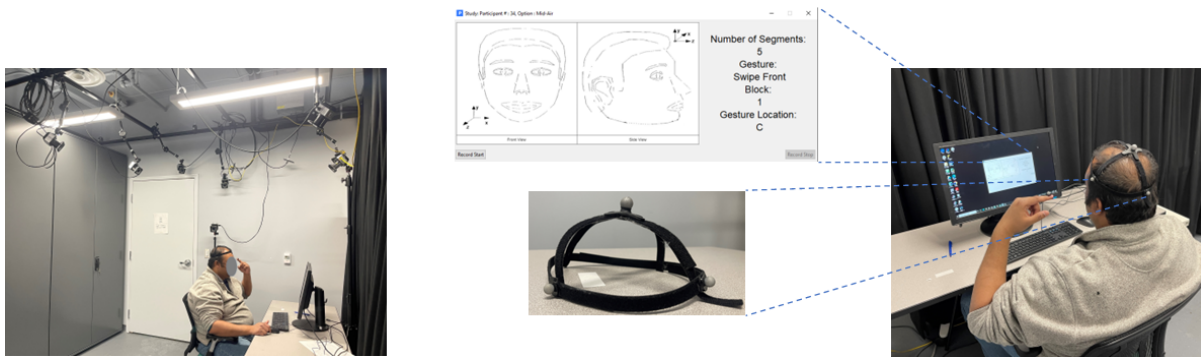 Study: Participant # : 34, Option : Mid-Air
Number of Segments:
5
Gesture:
Swipe Front
Block:
1
Gesture Location:
C
Front View
Side View
Record Start
Record Stop